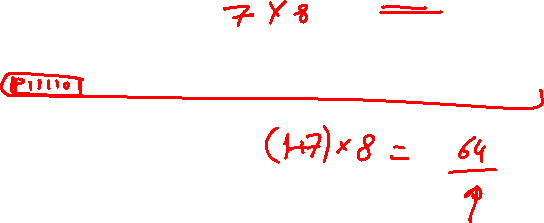 7 × 8
P11110
(1+7)×8 = 64